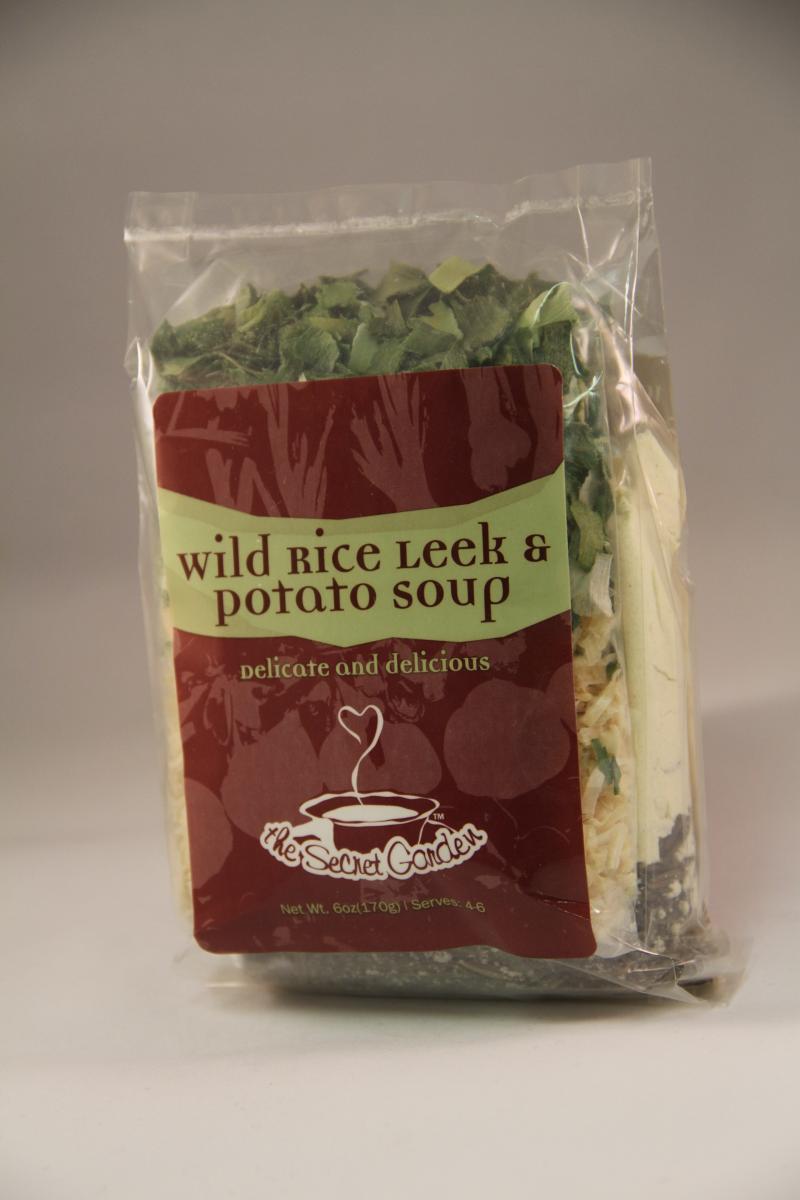 wild Rice Leek &
potato soup
Delicate and delicious
TM
the Secret Garden
Net Wt. 6oz(170g) | Serves: 4-6